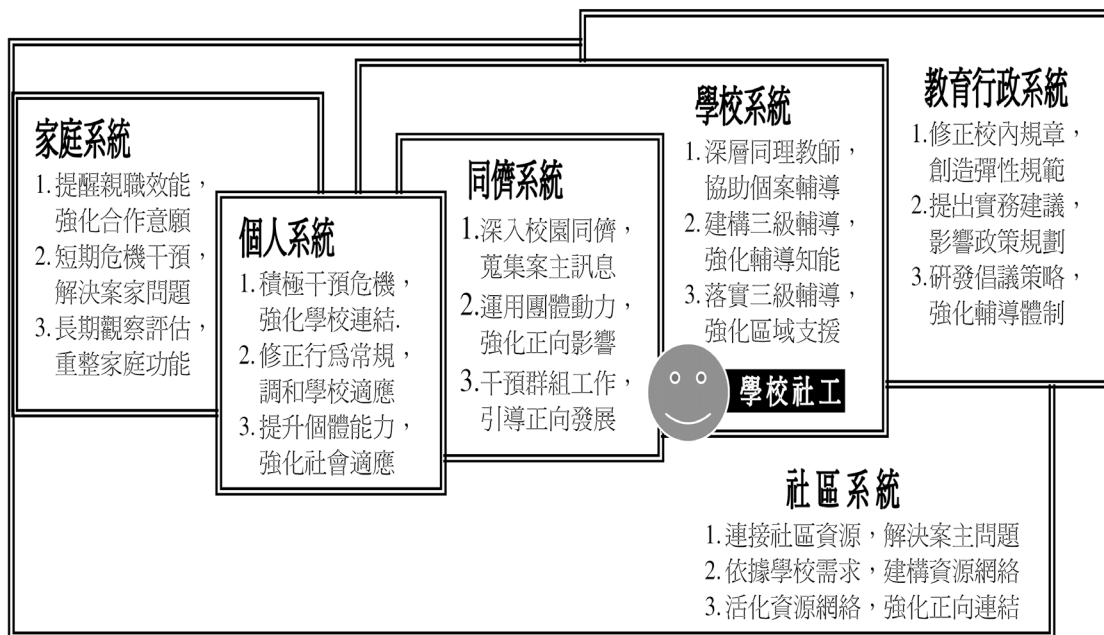 家庭系統
1. 提醒親職效能，
強化合作意願
2. 短期危機干預，
解決案家問題
3. 長期觀察評估，
重整家庭功能
個人系統
1. 積極干預危機，
強化學校連結.
2. 修正行為常規，
調和學校適應
3. 提升個體能力，
強化社會適應
同儕系統
1.深入校園同儕，
蒐集案主訊息
2.運用團體動力，
強化正向影響
3.干預群組工作，
引導正向發展
學校系統
1. 深層同理教師，
協助個案輔導
2. 建構三級輔導，
強化輔導知能
3. 落實三級輔導，
強化區域支援
學校社工
教育行政系統
1.修正校內規章，
創造彈性規範
2.提出實務建議，
影響政策規劃
3.研發倡議策略，
強化輔導體制
社區系統
1. 連接社區資源，解決案主問題
2. 依據學校需求，建構資源網絡
3. 活化資源網絡，強化正向連結